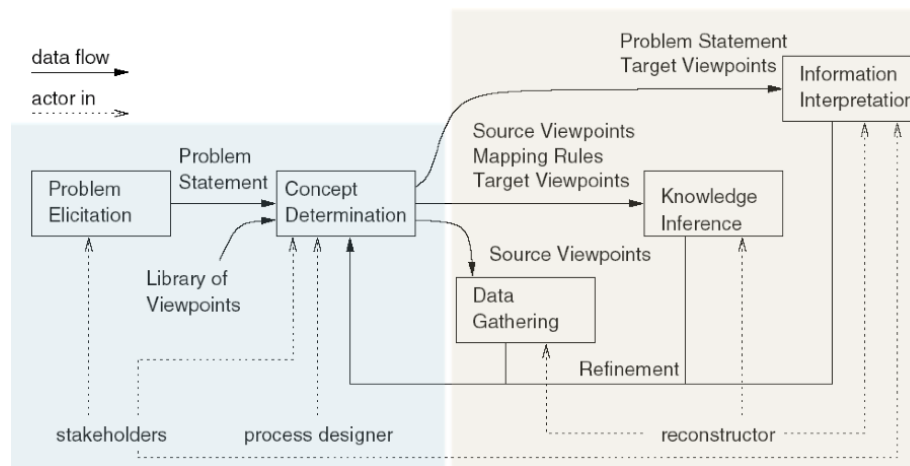 data flow
actor in
Problem Statement
Target Viewpoints
Information
Interpretation
Source Viewpoints
Mapping Rules
Target Viewpoints
Problem
Statement
Problem
Elicitation
Concept
Determination
Knowledge
Inference
Library of
Viewpoints
Source Viewpoints
Data
Gathering
Refinement
stakeholders
process designer
reconstructor